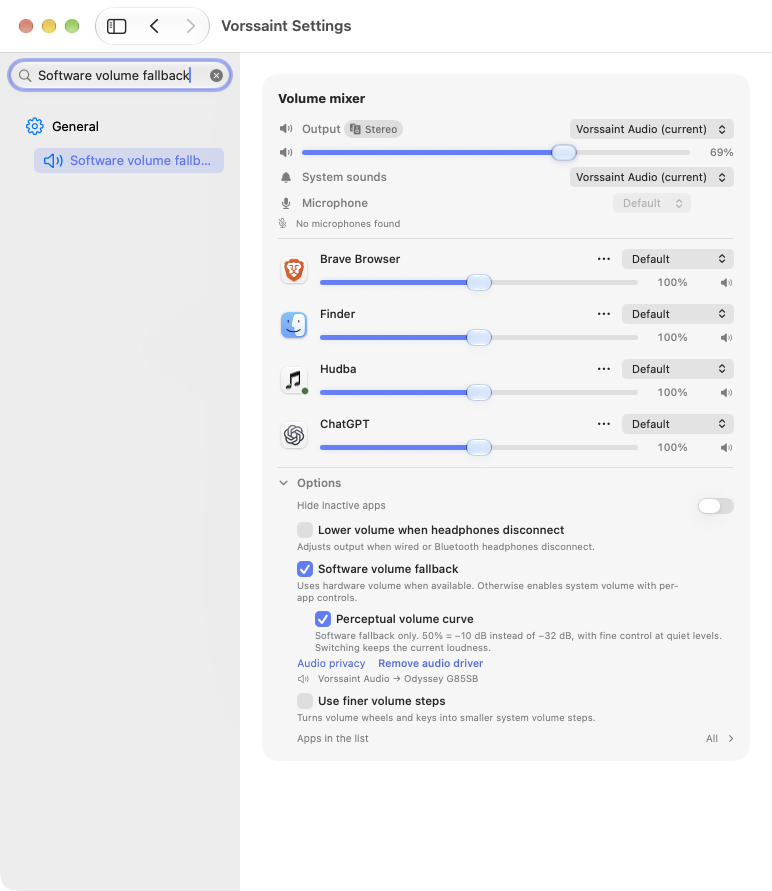 Vorssaint Settings
Software volume fallback
General
Software volume fallb...
Volume mixer
Output Stereo Vorssaint Audio (current)
69%
System sounds Vorssaint Audio (current)
Microphone Default
No microphones found
Brave Browser ... Default
100%
Finder ... Default
100%
Hudba ... Default
100%
ChatGPT ... Default
100%
Options
Hide inactive apps
Lower volume when headphones disconnect
Adjusts output when wired or Bluetooth headphones disconnect.
Software volume fallback
Uses hardware volume when available. Otherwise enables system volume with per-
app controls.
Perceptual volume curve
Software fallback only. 50% = −10 dB instead of −32 dB, with fine control at quiet levels.
Switching keeps the current loudness.
Audio privacy Remove audio driver
Vorssaint Audio → Odyssey G85SB
Use finer volume steps
Turns volume wheels and keys into smaller system volume steps.
Apps in the list All